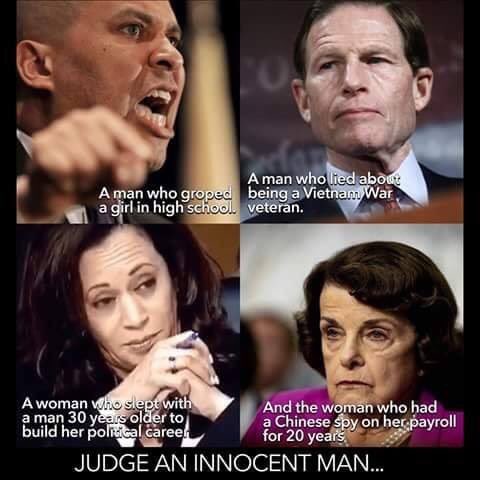 A man who groped
a girl in high school.
A man who lied about
being a Vietnam War
veteran.
A woman who slept with
a man 30 years older to
build her political career
And the woman who had
a Chinese spy on her payroll
for 20 years
JUDGE AN INNOCENT MAN...